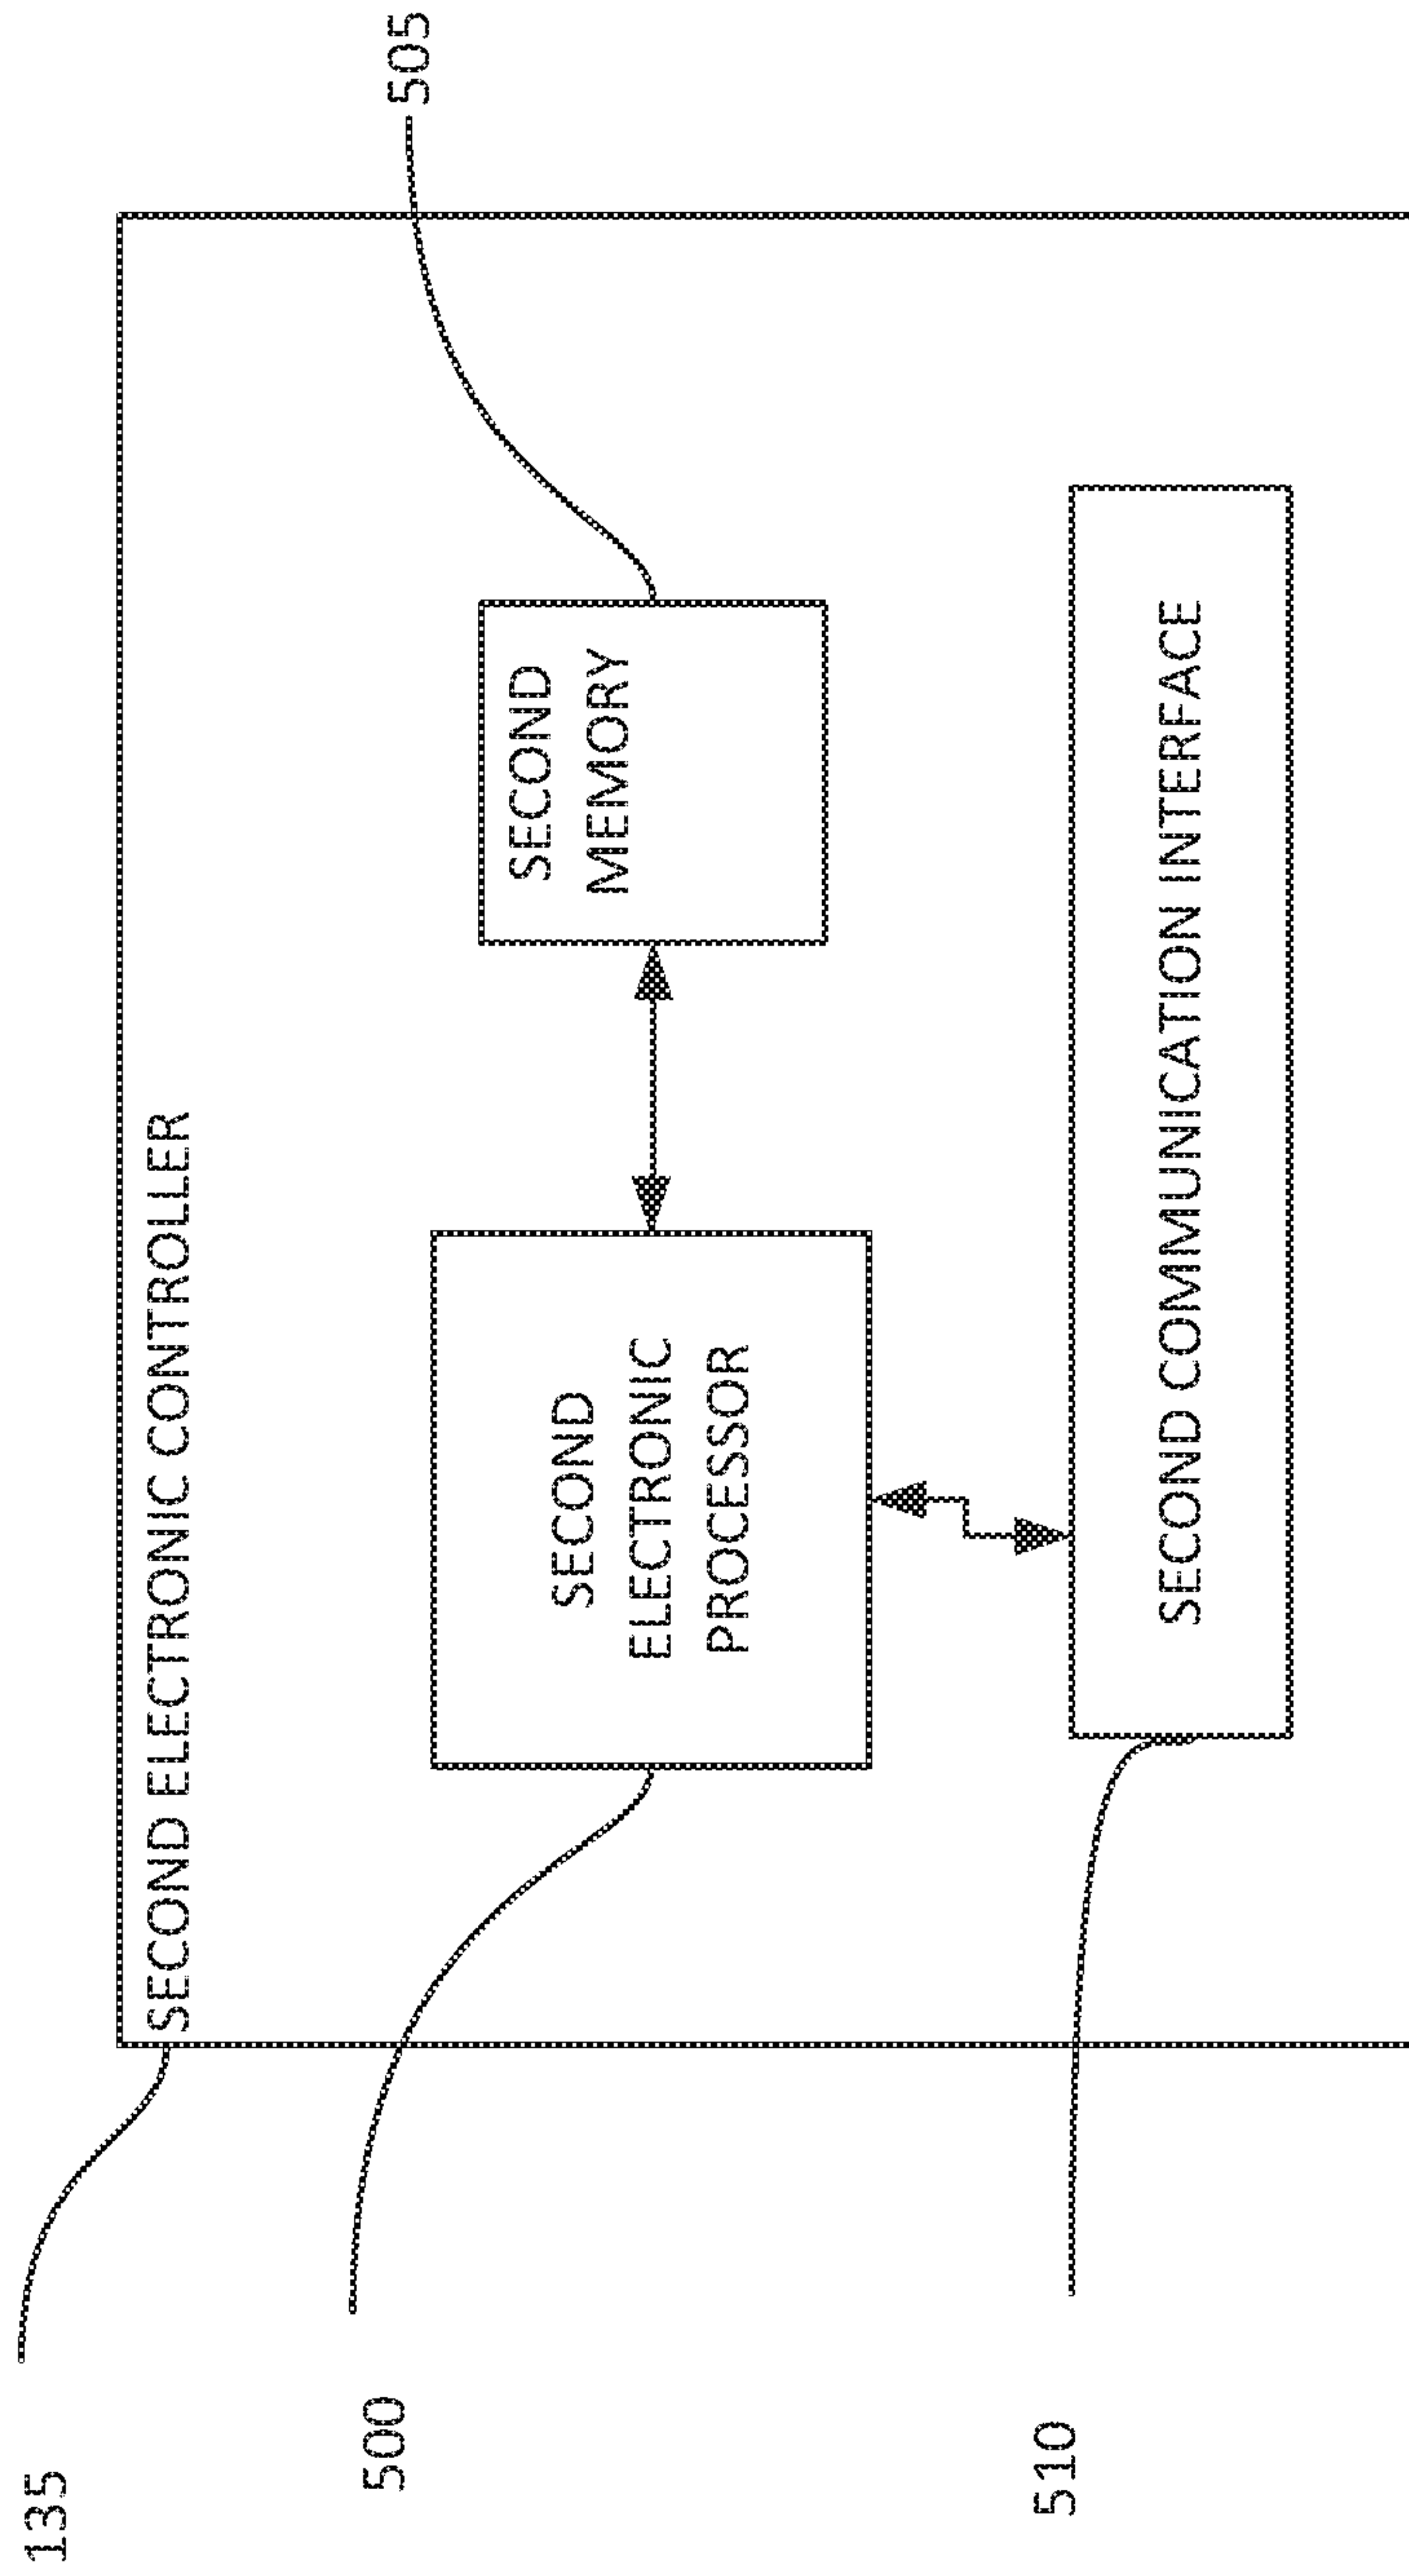 135
SECOND ELECTRONIC CONTROLLER
505
500
SECOND
ELECTRONIC
PROCESSOR
SECOND
MEMORY
510
SECOND COMMUNICATION INTERFACE